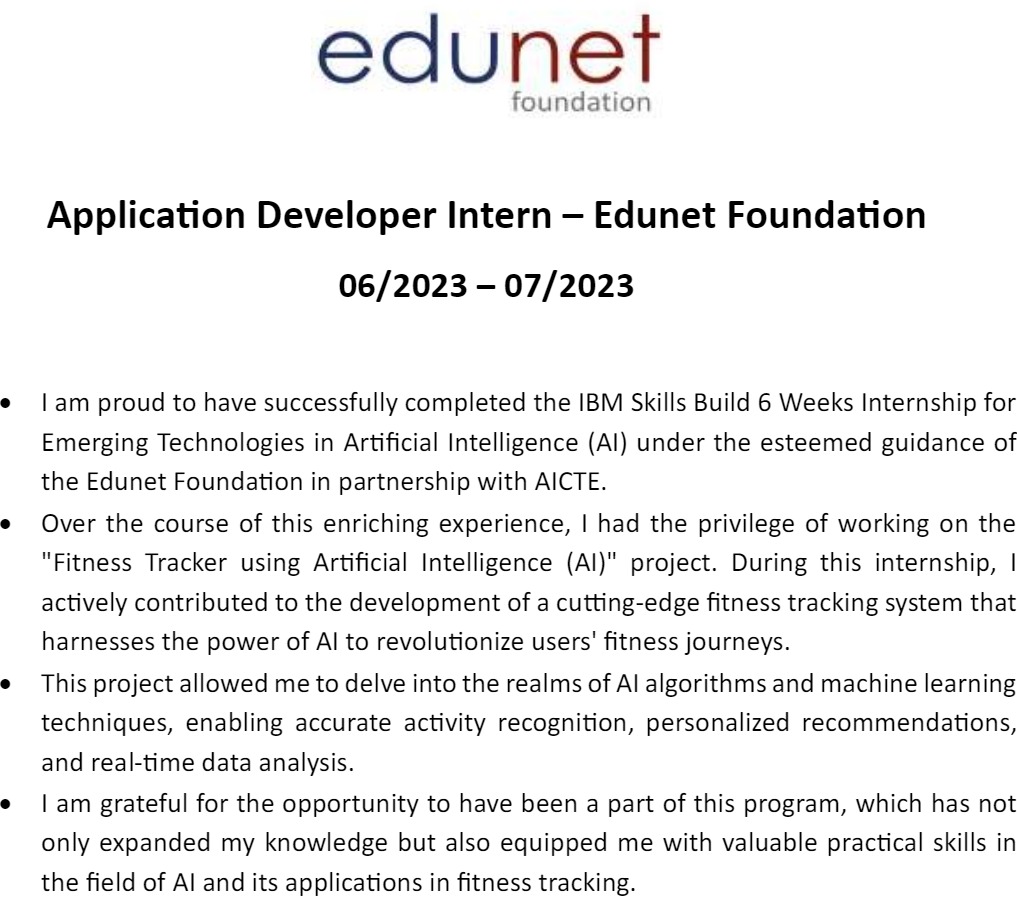 edunet
foundation
Application Developer Intern – Edunet Foundation
06/2023 – 07/2023
• I am proud to have successfully completed the IBM Skills Build 6 Weeks Internship for
Emerging Technologies in Artificial Intelligence (AI) under the esteemed guidance of
the Edunet Foundation in partnership with AICTE.
• Over the course of this enriching experience, I had the privilege of working on the
"Fitness Tracker using Artificial Intelligence (AI)" project. During this internship, I
actively contributed to the development of a cutting-edge fitness tracking system that
harnesses the power of AI to revolutionize users' fitness journeys.
• This project allowed me to delve into the realms of AI algorithms and machine learning
techniques, enabling accurate activity recognition, personalized recommendations,
and real-time data analysis.
• I am grateful for the opportunity to have been a part of this program, which has not
only expanded my knowledge but also equipped me with valuable practical skills in
the field of AI and its applications in fitness tracking.